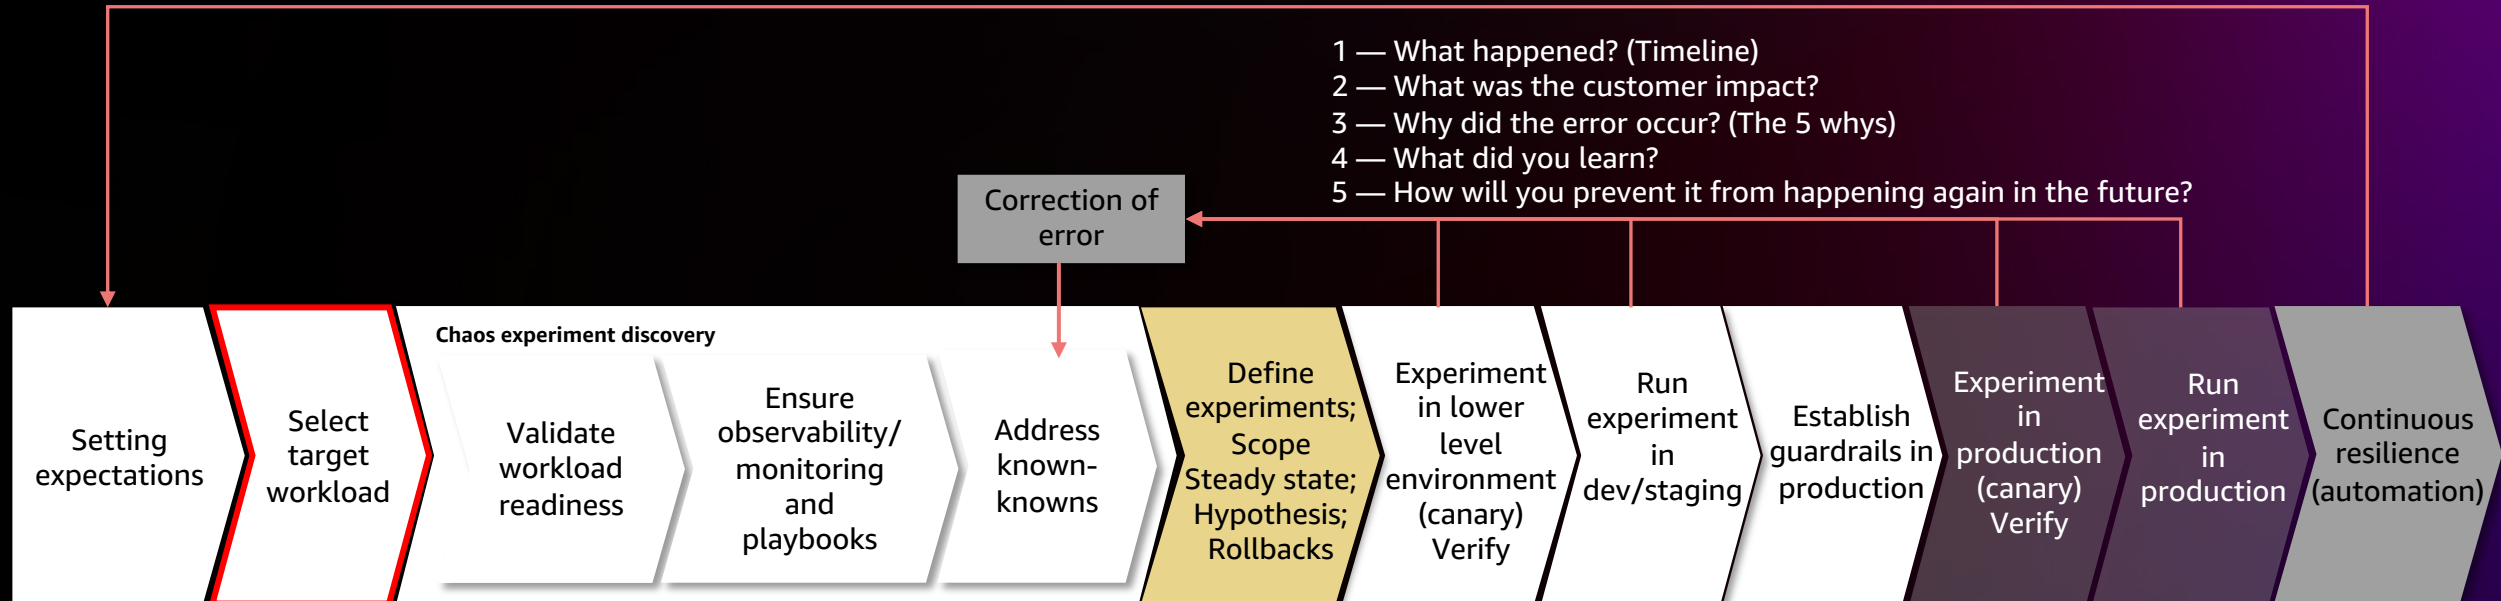 1 — What happened? (Timeline)
2 — What was the customer impact?
3 — Why did the error occur? (The 5 whys)
4 — What did you learn?
5 — How will you prevent it from happening again in the future?
Correction of
error
Setting
expectations
Select
target
workload
Chaos experiment discovery
Validate
workload
readiness
Ensure
observability/
monitoring
and
playbooks
Address
known-
knowns
Define
experiments;
Scope
Steady state;
Hypothesis;
Rollbacks
Experiment
in lower
level
environment
(canary)
Verify
Run
experiment
in
dev/staging
Establish
guardrails in
production
Experiment
in
production
(canary)
Verify
Run
experiment
in
production
Continuous
resilience
(automation)